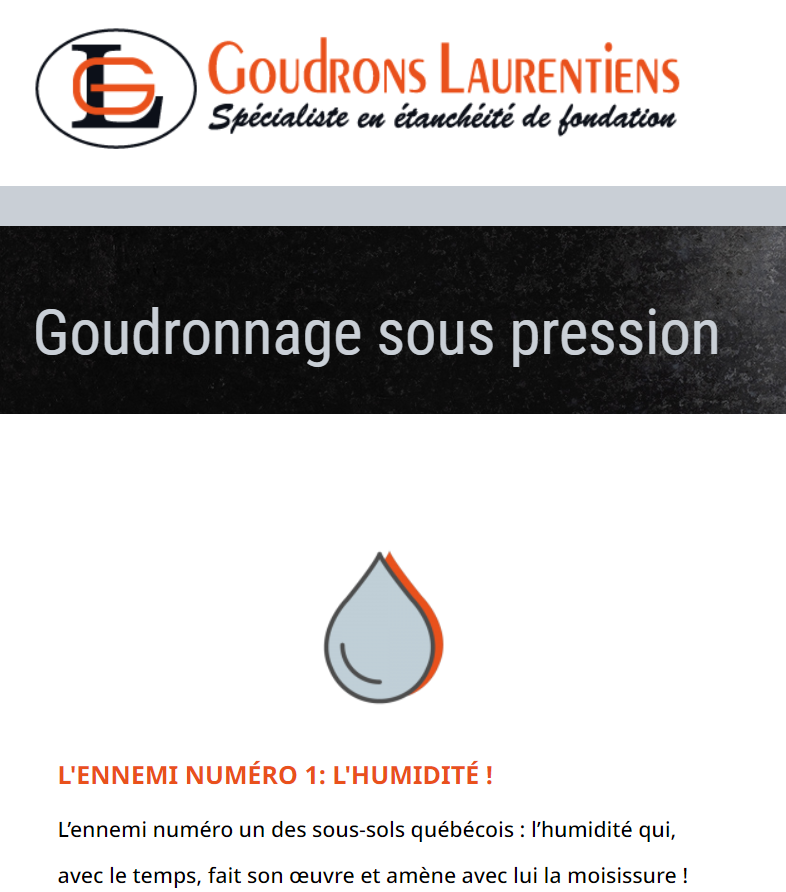 LG
Goudrons Laurentiens
Spécialiste en étanchéité de fondation
Goudronnage sous pression
L'ENNEMI NUMÉRO 1: L'HUMIDITÉ !
L’ennemi numéro un des sous-sols québécois : l’humidité qui,
avec le temps, fait son œuvre et amène avec lui la moisissure !